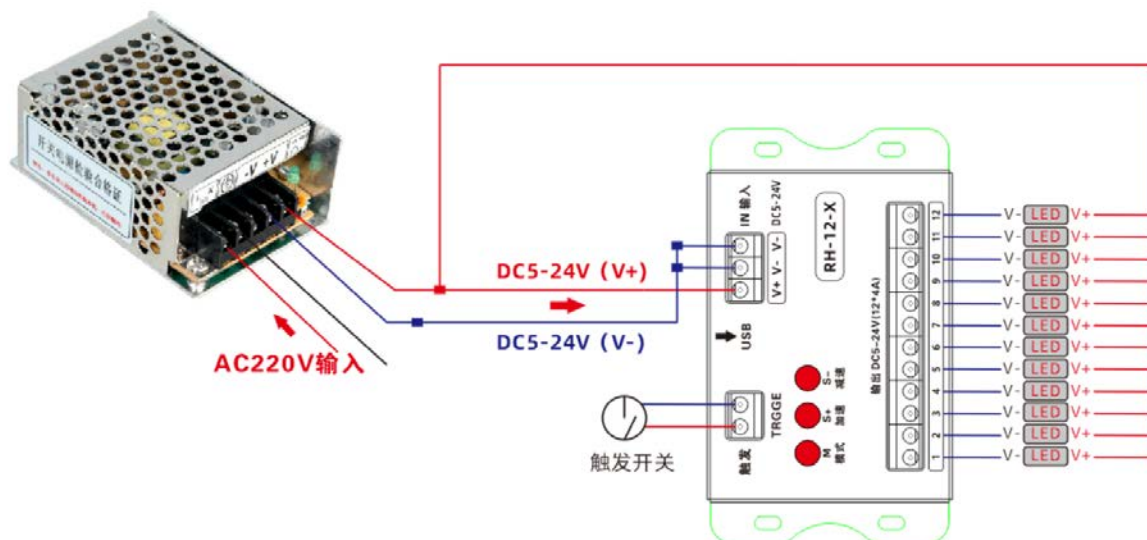 开关电源检验合格证
-V +V
DC5-24V（V+）
DC5-24V（V-）
AC220V输入
触发开关
IN 输入
DC5-24V
V+ V- V-
RH-12-X
USB
TRGGE
触发
S- 减速
S+ 加速
M 模式
输出 DC5-24V(12*4A)
12 V- LED V+
11 V- LED V+
10 V- LED V+
9 V- LED V+
8 V- LED V+
7 V- LED V+
6 V- LED V+
5 V- LED V+
4 V- LED V+
3 V- LED V+
2 V- LED V+
1 V- LED V+